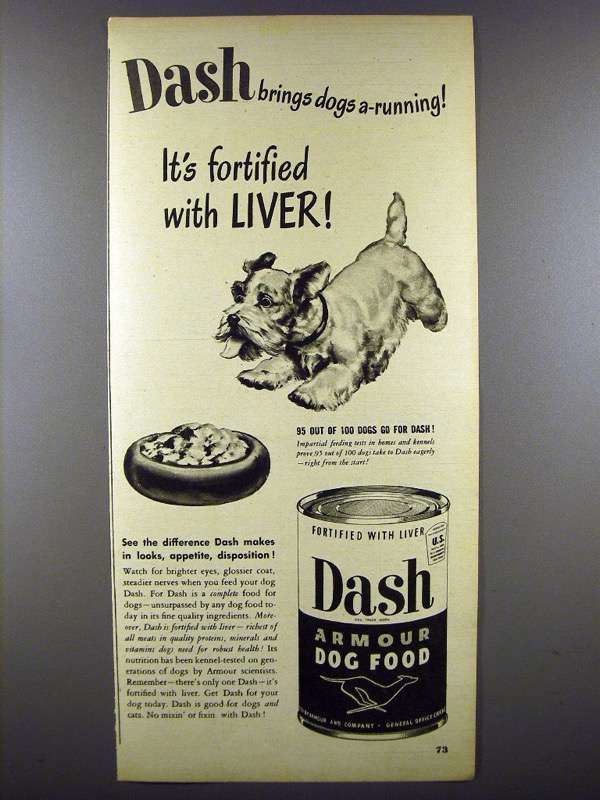 Dash brings dogs a-running!
It's fortified
with LIVER!
95 OUT OF 100 DOGS GO FOR DASH!
Impartial feeding tests in homes and kennels
prove 95 out of 100 dogs take to Dash eagerly
—right from the start!
See the difference Dash makes
in looks, appetite, disposition!
Watch for brighter eyes, glossier coat,
steadier nerves when you feed your dog
Dash. For Dash is a complete food for
dogs—unsurpassed by any dog food to-
day in its fine quality ingredients. More-
over, Dash is fortified with liver—richest of
all meats in quality proteins, minerals and
vitamins dogs need for robust health! Its
nutrition has been kennel-tested on gen-
erations of dogs by Armour scientists.
Remember—there's only one Dash—it's
fortified with liver. Get Dash for your
dog today. Dash is good for dogs and
cats. No mixin' or fixin' with Dash!
FORTIFIED WITH LIVER
U.S.
Dash
ARMOUR
DOG FOOD
ARMOUR AND COMPANY • GENERAL OFFICE
73